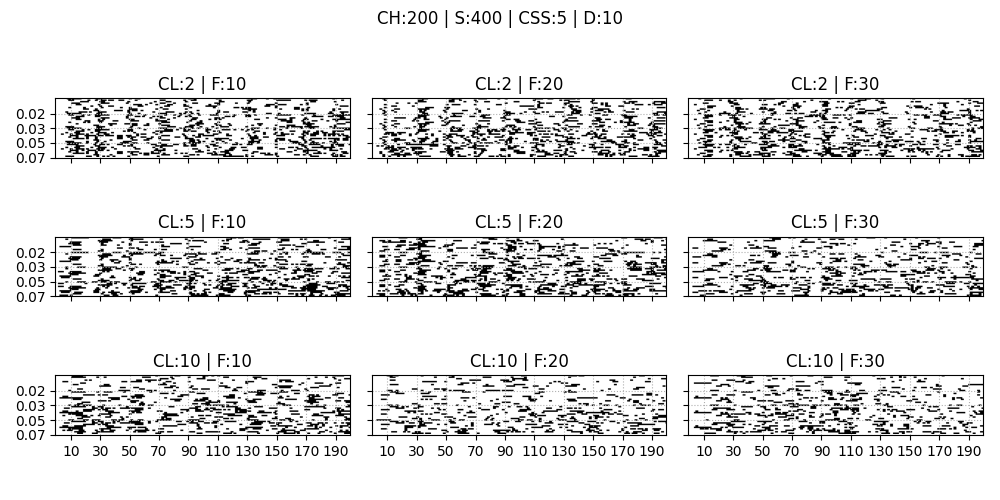 CH:200 | S:400 | CSS:5 | D:10
CL:2 | F:10
CL:2 | F:20
CL:2 | F:30
0.02
0.03
0.05
0.07
CL:5 | F:10
CL:5 | F:20
CL:5 | F:30
0.02
0.03
0.05
0.07
CL:10 | F:10
CL:10 | F:20
CL:10 | F:30
0.02
0.03
0.05
0.07
10 30 50 70 90 110 130 150 170 190
10 30 50 70 90 110 130 150 170 190
10 30 50 70 90 110 130 150 170 190